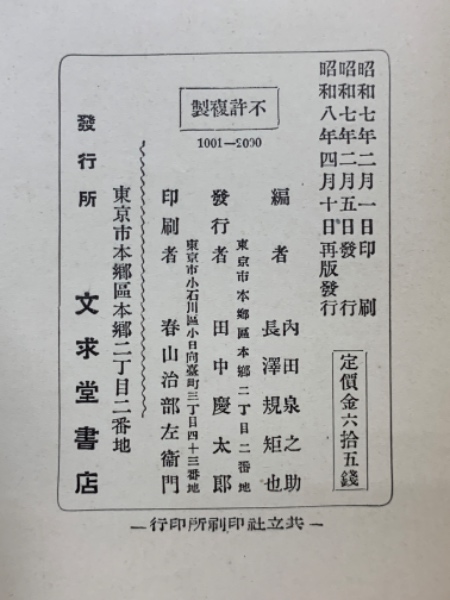 昭和七年二月一日印刷
昭和七年二月五日發行
昭和八年四月十日再版發行
定價金六拾五錢
製複許不
1001—2000
編者
內田泉之助
長澤規矩也
東京市本鄉區本鄉二丁目二番地
發行者
田中慶太郎
東京市小石川區小日向臺町三丁目四十三番地
印刷者
春山治部左衞門
東京市本鄉區本鄉二丁目二番地
發行所
文求堂書店
—行印所刷印社立共—